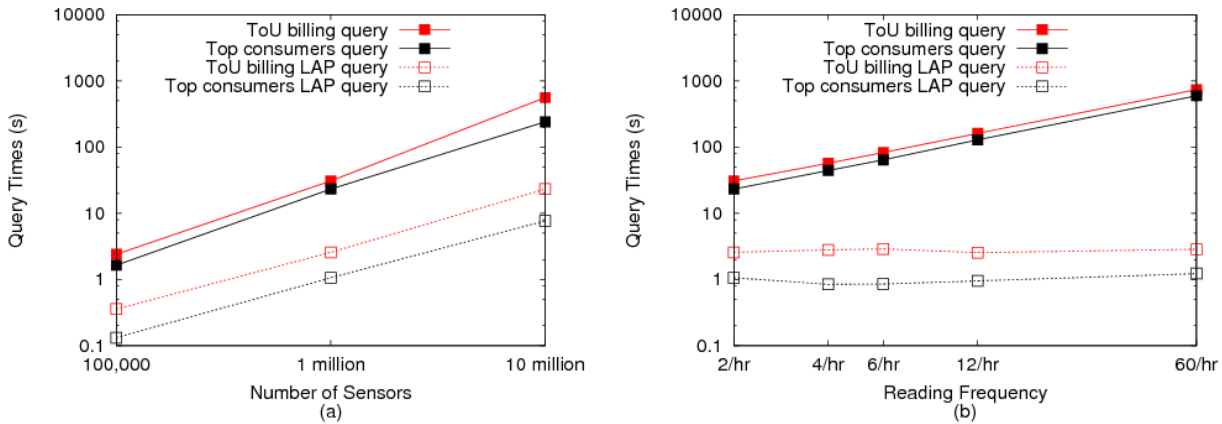 10000
1000
100
10
1
0.1
Query Times (s)
ToU billing query
Top consumers query
ToU billing LAP query
Top consumers LAP query
100,000
1 million
10 million
Number of Sensors
(a)
10000
1000
100
10
1
0.1
Query Times (s)
ToU billing query
Top consumers query
ToU billing LAP query
Top consumers LAP query
2/hr
4/hr
6/hr
12/hr
60/hr
Reading Frequency
(b)